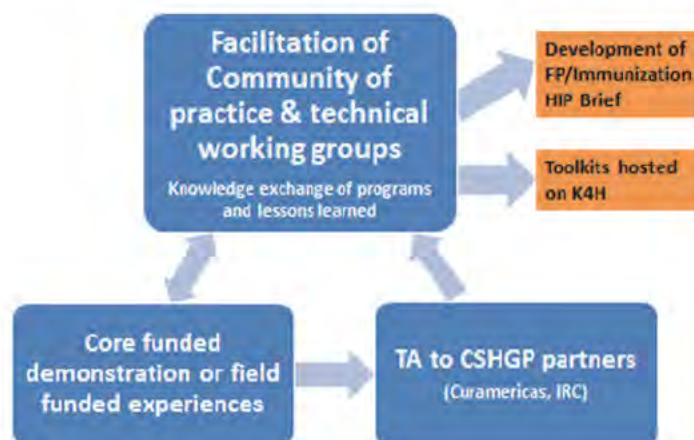 Facilitation of
Community of
practice & technical
working groups
Knowledge exchange of programs
and lessons learned
Development of
FP/Immunization
HIP Brief
Toolkits hosted
on K4H
Core funded
demonstration or field
funded experiences
TA to CSHGP partners
(Curamericas, IRC)